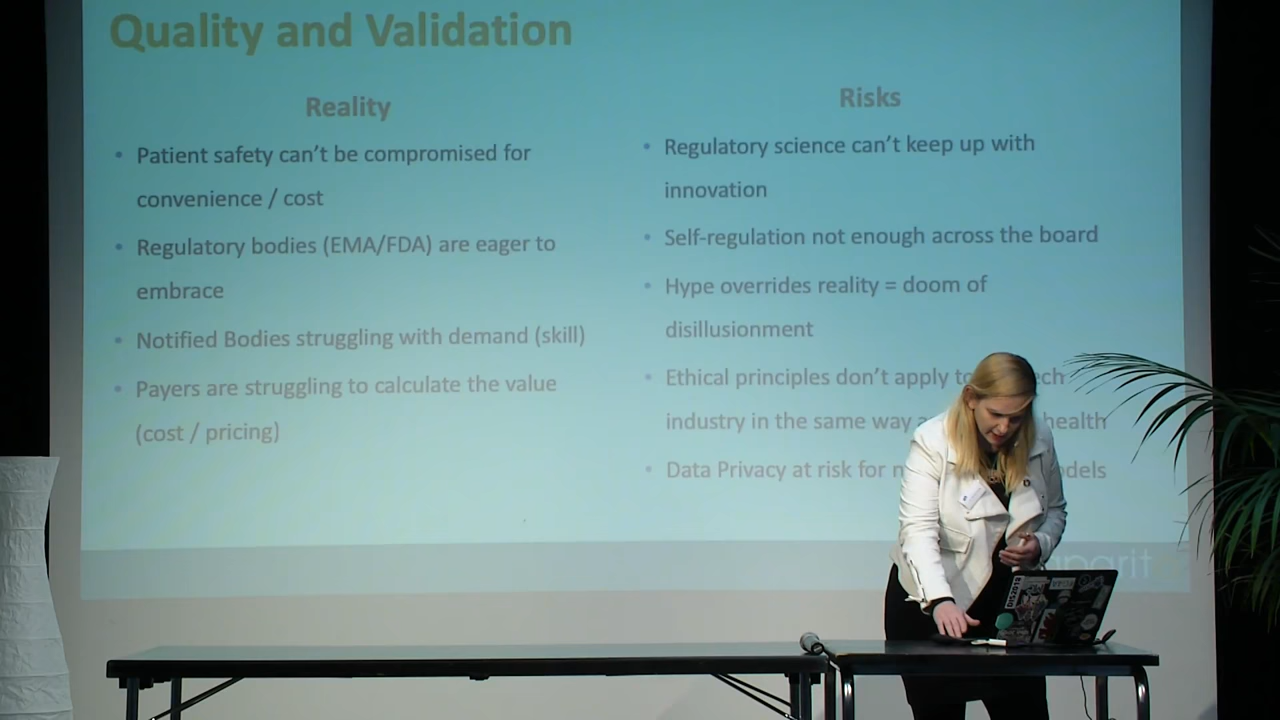 Quality and Validation
Reality
• Patient safety can't be compromised for
convenience / cost
• Regulatory bodies (EMA/FDA) are eager to
embrace
• Notified Bodies struggling with demand (skill)
• Payers are struggling to calculate the value
(cost / pricing)
Risks
• Regulatory science can't keep up with
innovation
• Self-regulation not enough across the board
• Hype overrides reality = doom of
disillusionment
• Ethical principles don't apply to
industry in the same way health
• Data Privacy at risk for